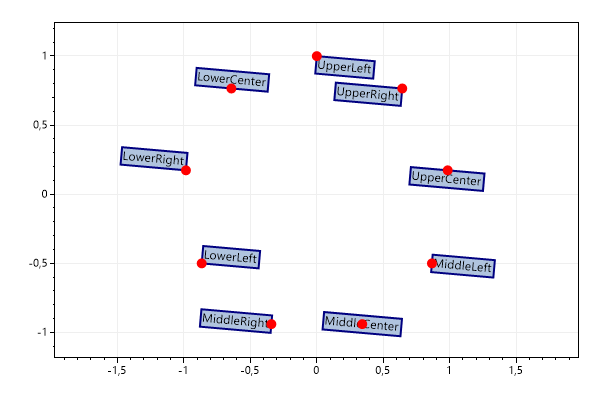 1
UpperLeft
LowerCenter
UpperRight
0,5
LowerRight
UpperCenter
0
LowerLeft
-0,5
MiddleLeft
MiddleRight
MiddleCenter
-1
-1,5
-1
-0,5
0
0,5
1
1,5